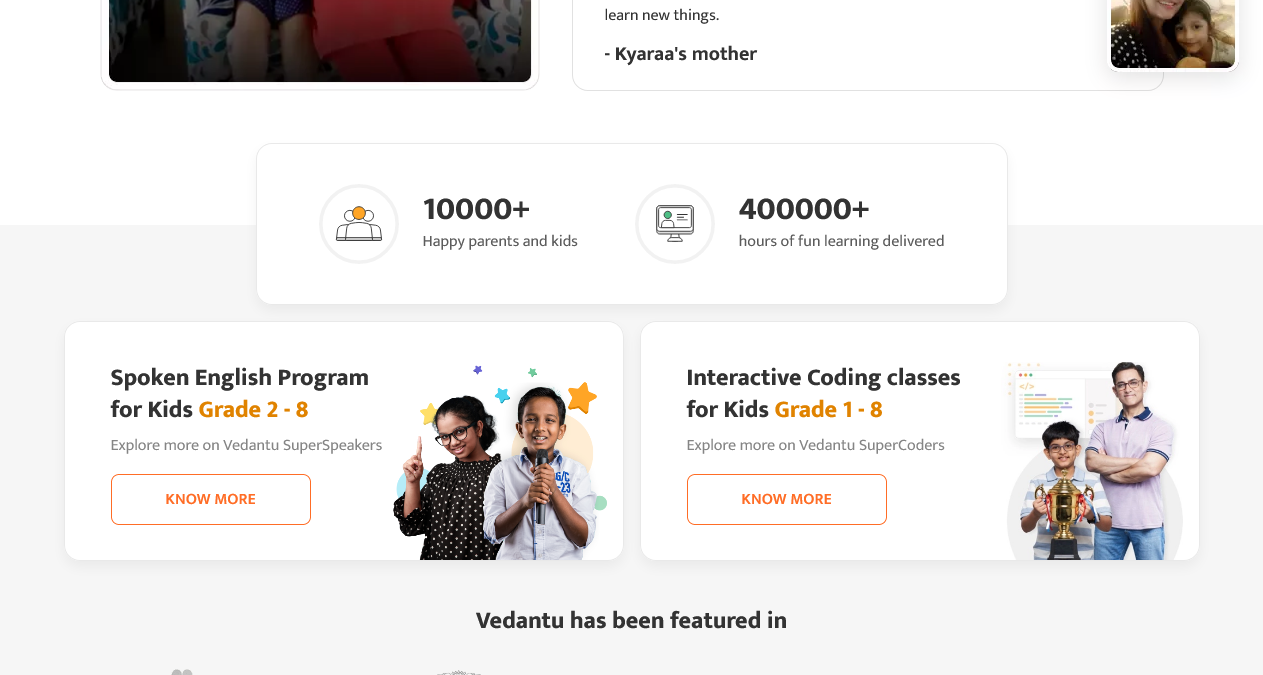 learn new things.
- Kyaraa's mother
10000+
Happy parents and kids
400000+
hours of fun learning delivered
Spoken English Program
for Kids Grade 2 - 8
Explore more on Vedantu SuperSpeakers
KNOW MORE
Interactive Coding classes
for Kids Grade 1 - 8
Explore more on Vedantu SuperCoders
KNOW MORE
Vedantu has been featured in